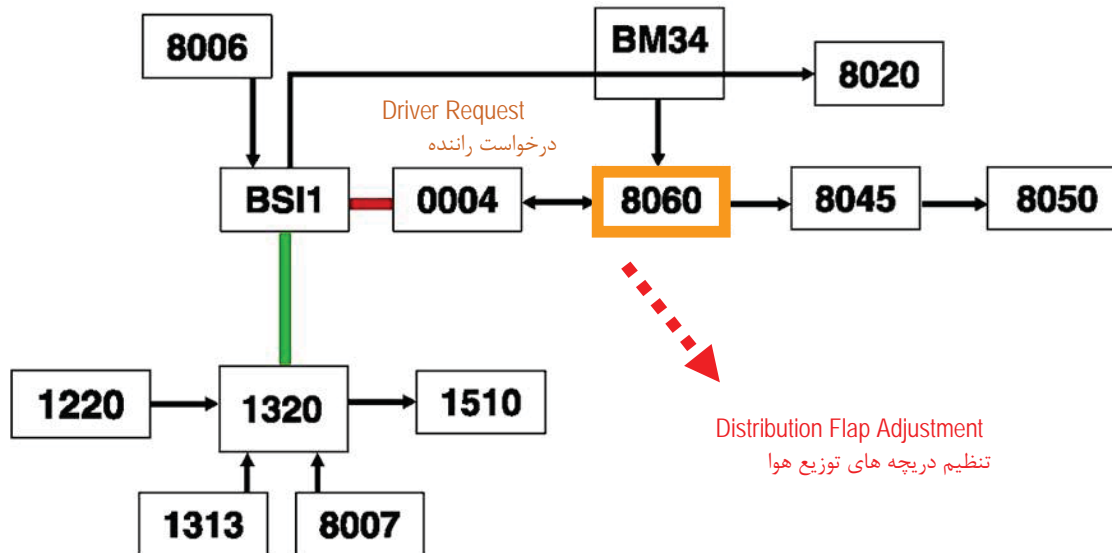 8006
BM34
8020
Driver Request
درخواست راننده
BSI1
0004
8060
8045
8050
1220
1320
1510
Distribution Flap Adjustment
تنظیم دریچه های توزیع هوا
1313
8007